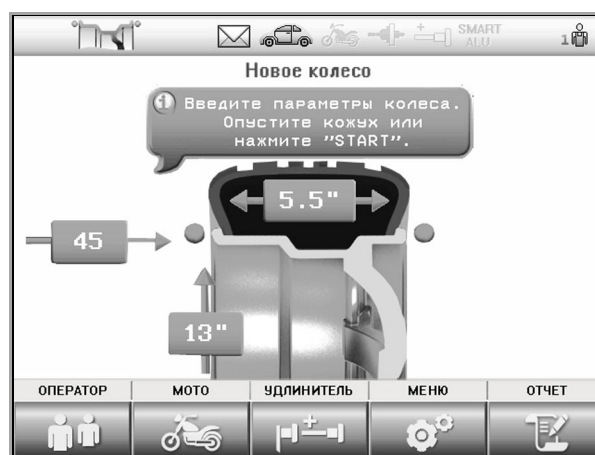 SMART
ALU
1
Новое колесо
i
Введите параметры колеса.
Опустите кожух или
нажмите "START".
5.5"
45
13"
ОПЕРАТОР МОТО УДЛИНИТЕЛЬ МЕНЮ ОТЧЕТ